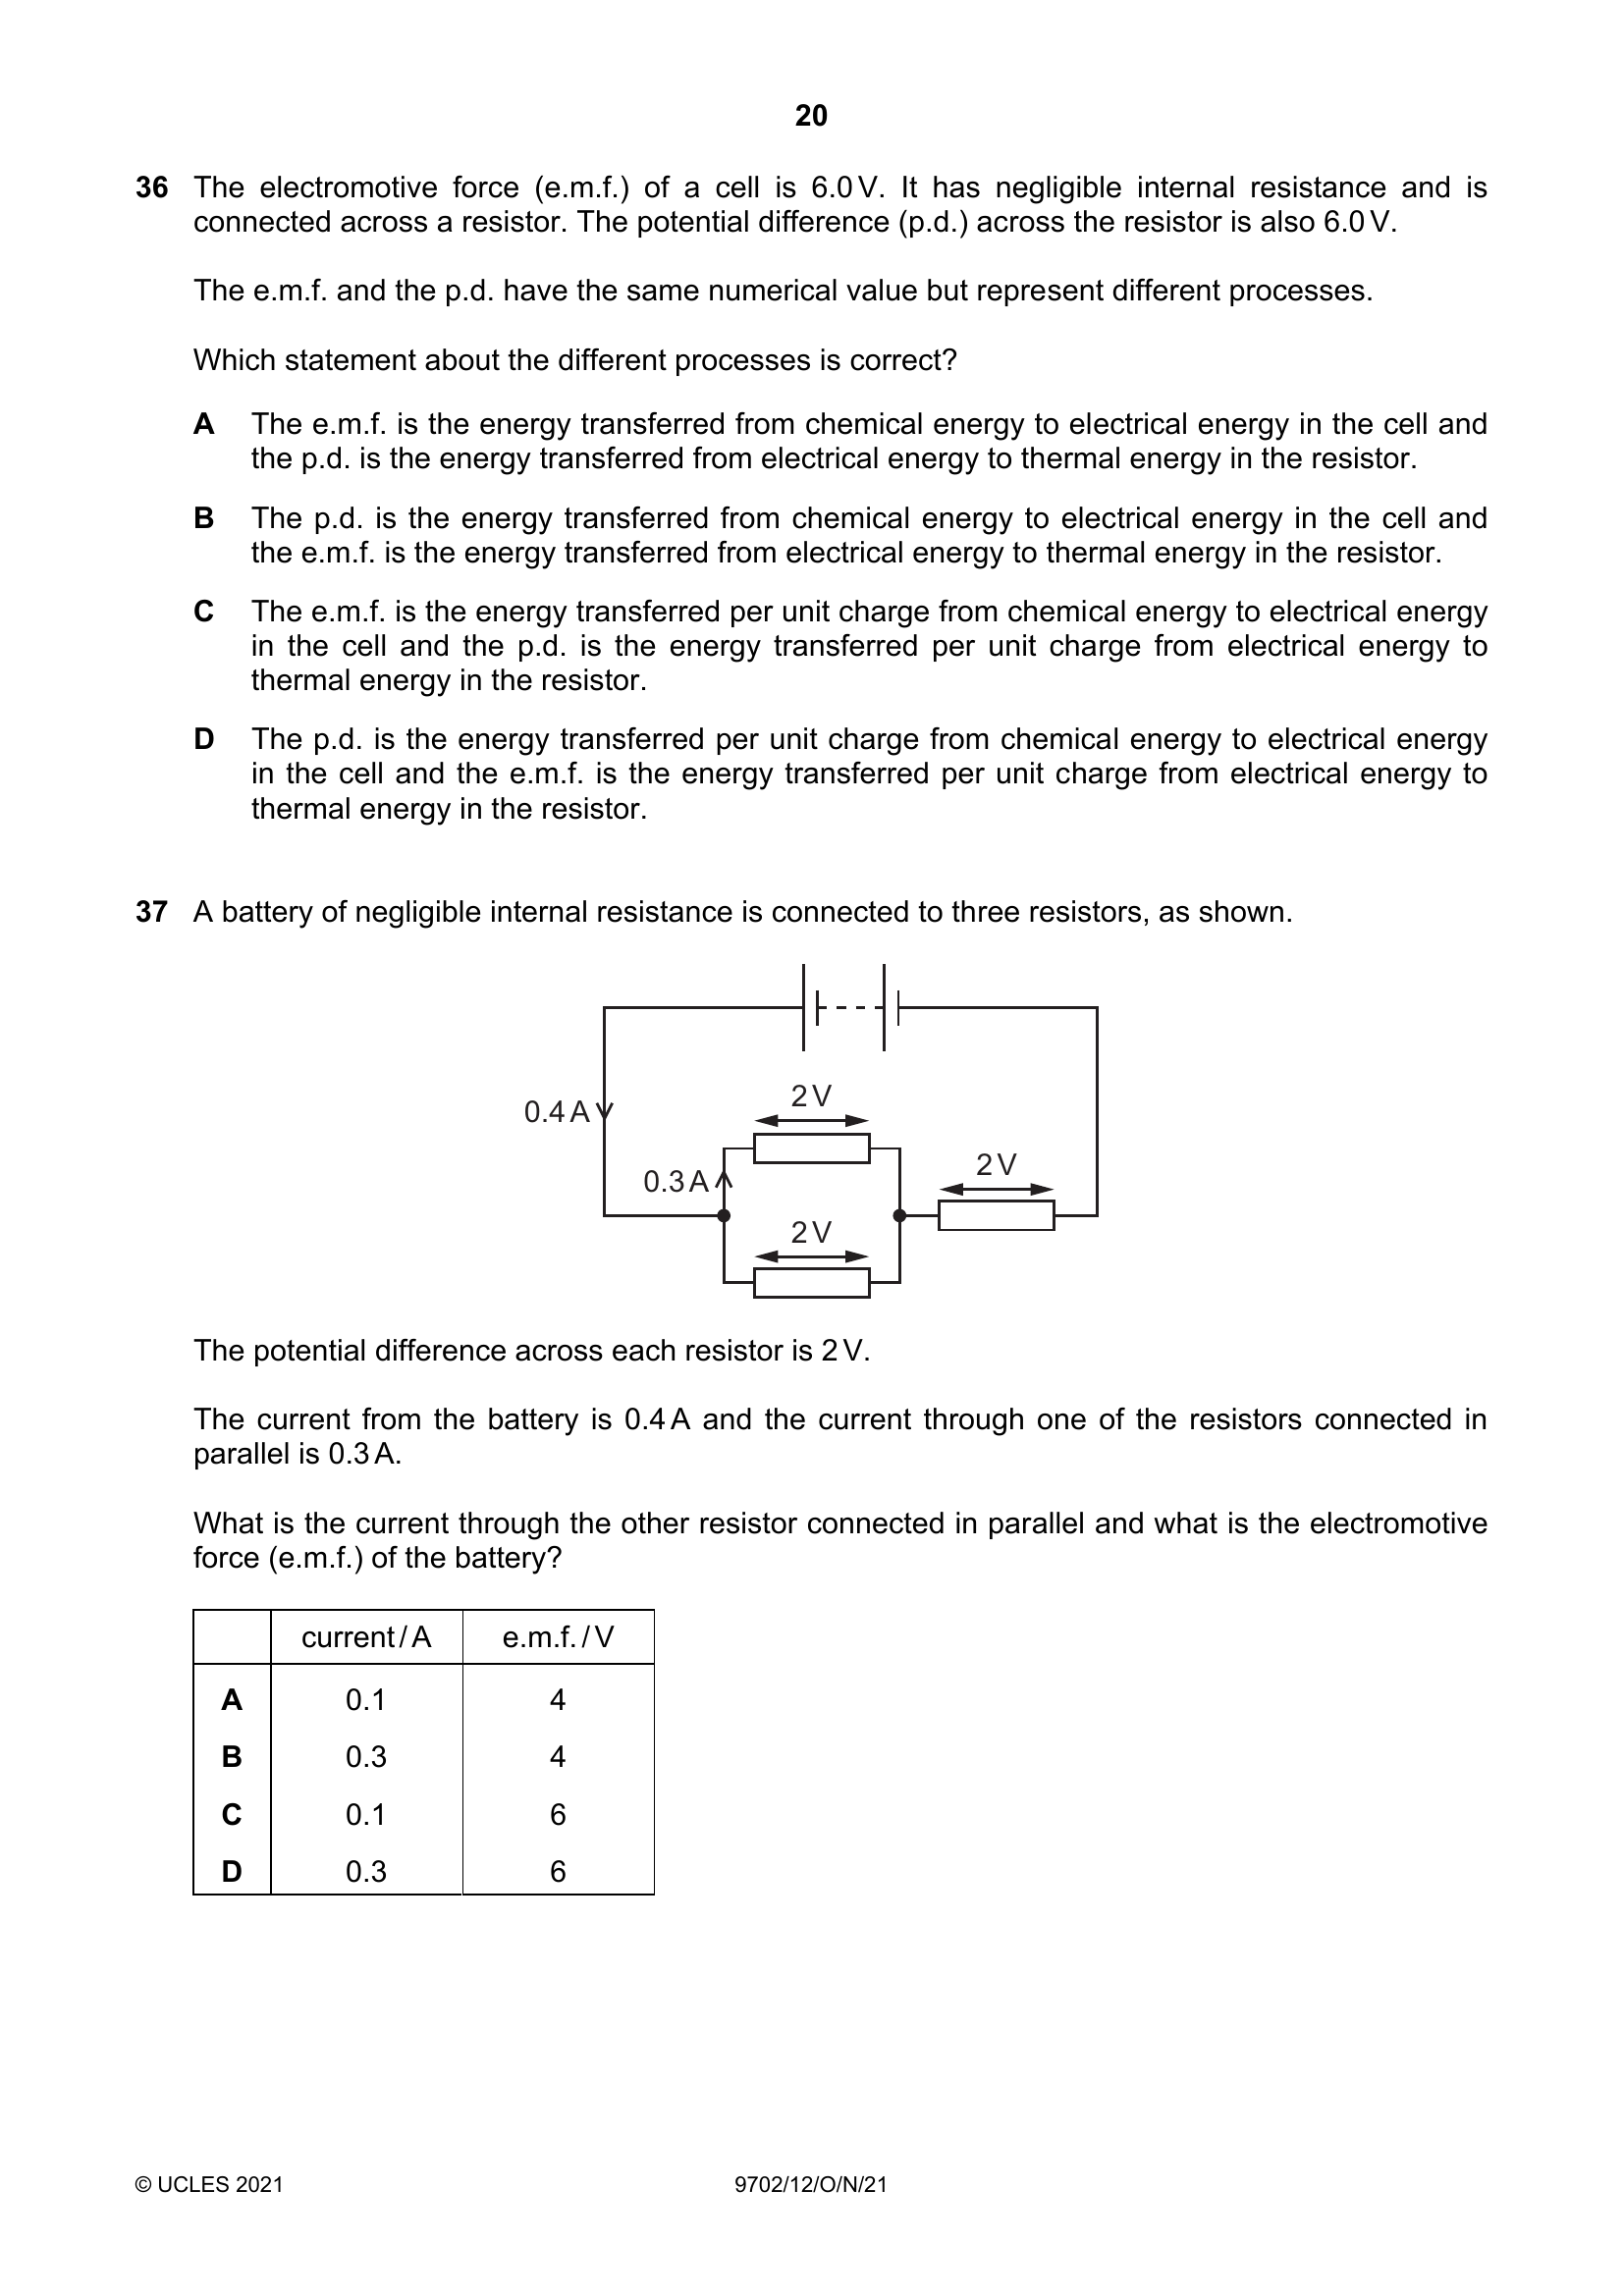 20
36 The electromotive force (e.m.f.) of a cell is 6.0 V. It has negligible internal resistance and is
connected across a resistor. The potential difference (p.d.) across the resistor is also 6.0 V.
The e.m.f. and the p.d. have the same numerical value but represent different processes.
Which statement about the different processes is correct?
A The e.m.f. is the energy transferred from chemical energy to electrical energy in the cell and
the p.d. is the energy transferred from electrical energy to thermal energy in the resistor.
B The p.d. is the energy transferred from chemical energy to electrical energy in the cell and
the e.m.f. is the energy transferred from electrical energy to thermal energy in the resistor.
C The e.m.f. is the energy transferred per unit charge from chemical energy to electrical energy
in the cell and the p.d. is the energy transferred per unit charge from electrical energy to
thermal energy in the resistor.
D The p.d. is the energy transferred per unit charge from chemical energy to electrical energy
in the cell and the e.m.f. is the energy transferred per unit charge from electrical energy to
thermal energy in the resistor.
37 A battery of negligible internal resistance is connected to three resistors, as shown.
2 V
0.4 A
2 V
0.3 A
2 V
The potential difference across each resistor is 2 V.
The current from the battery is 0.4 A and the current through one of the resistors connected in
parallel is 0.3 A.
What is the current through the other resistor connected in parallel and what is the electromotive
force (e.m.f.) of the battery?
current / A e.m.f. / V
A 0.1 4
B 0.3 4
C 0.1 6
D 0.3 6
© UCLES 2021 9702/12/O/N/21